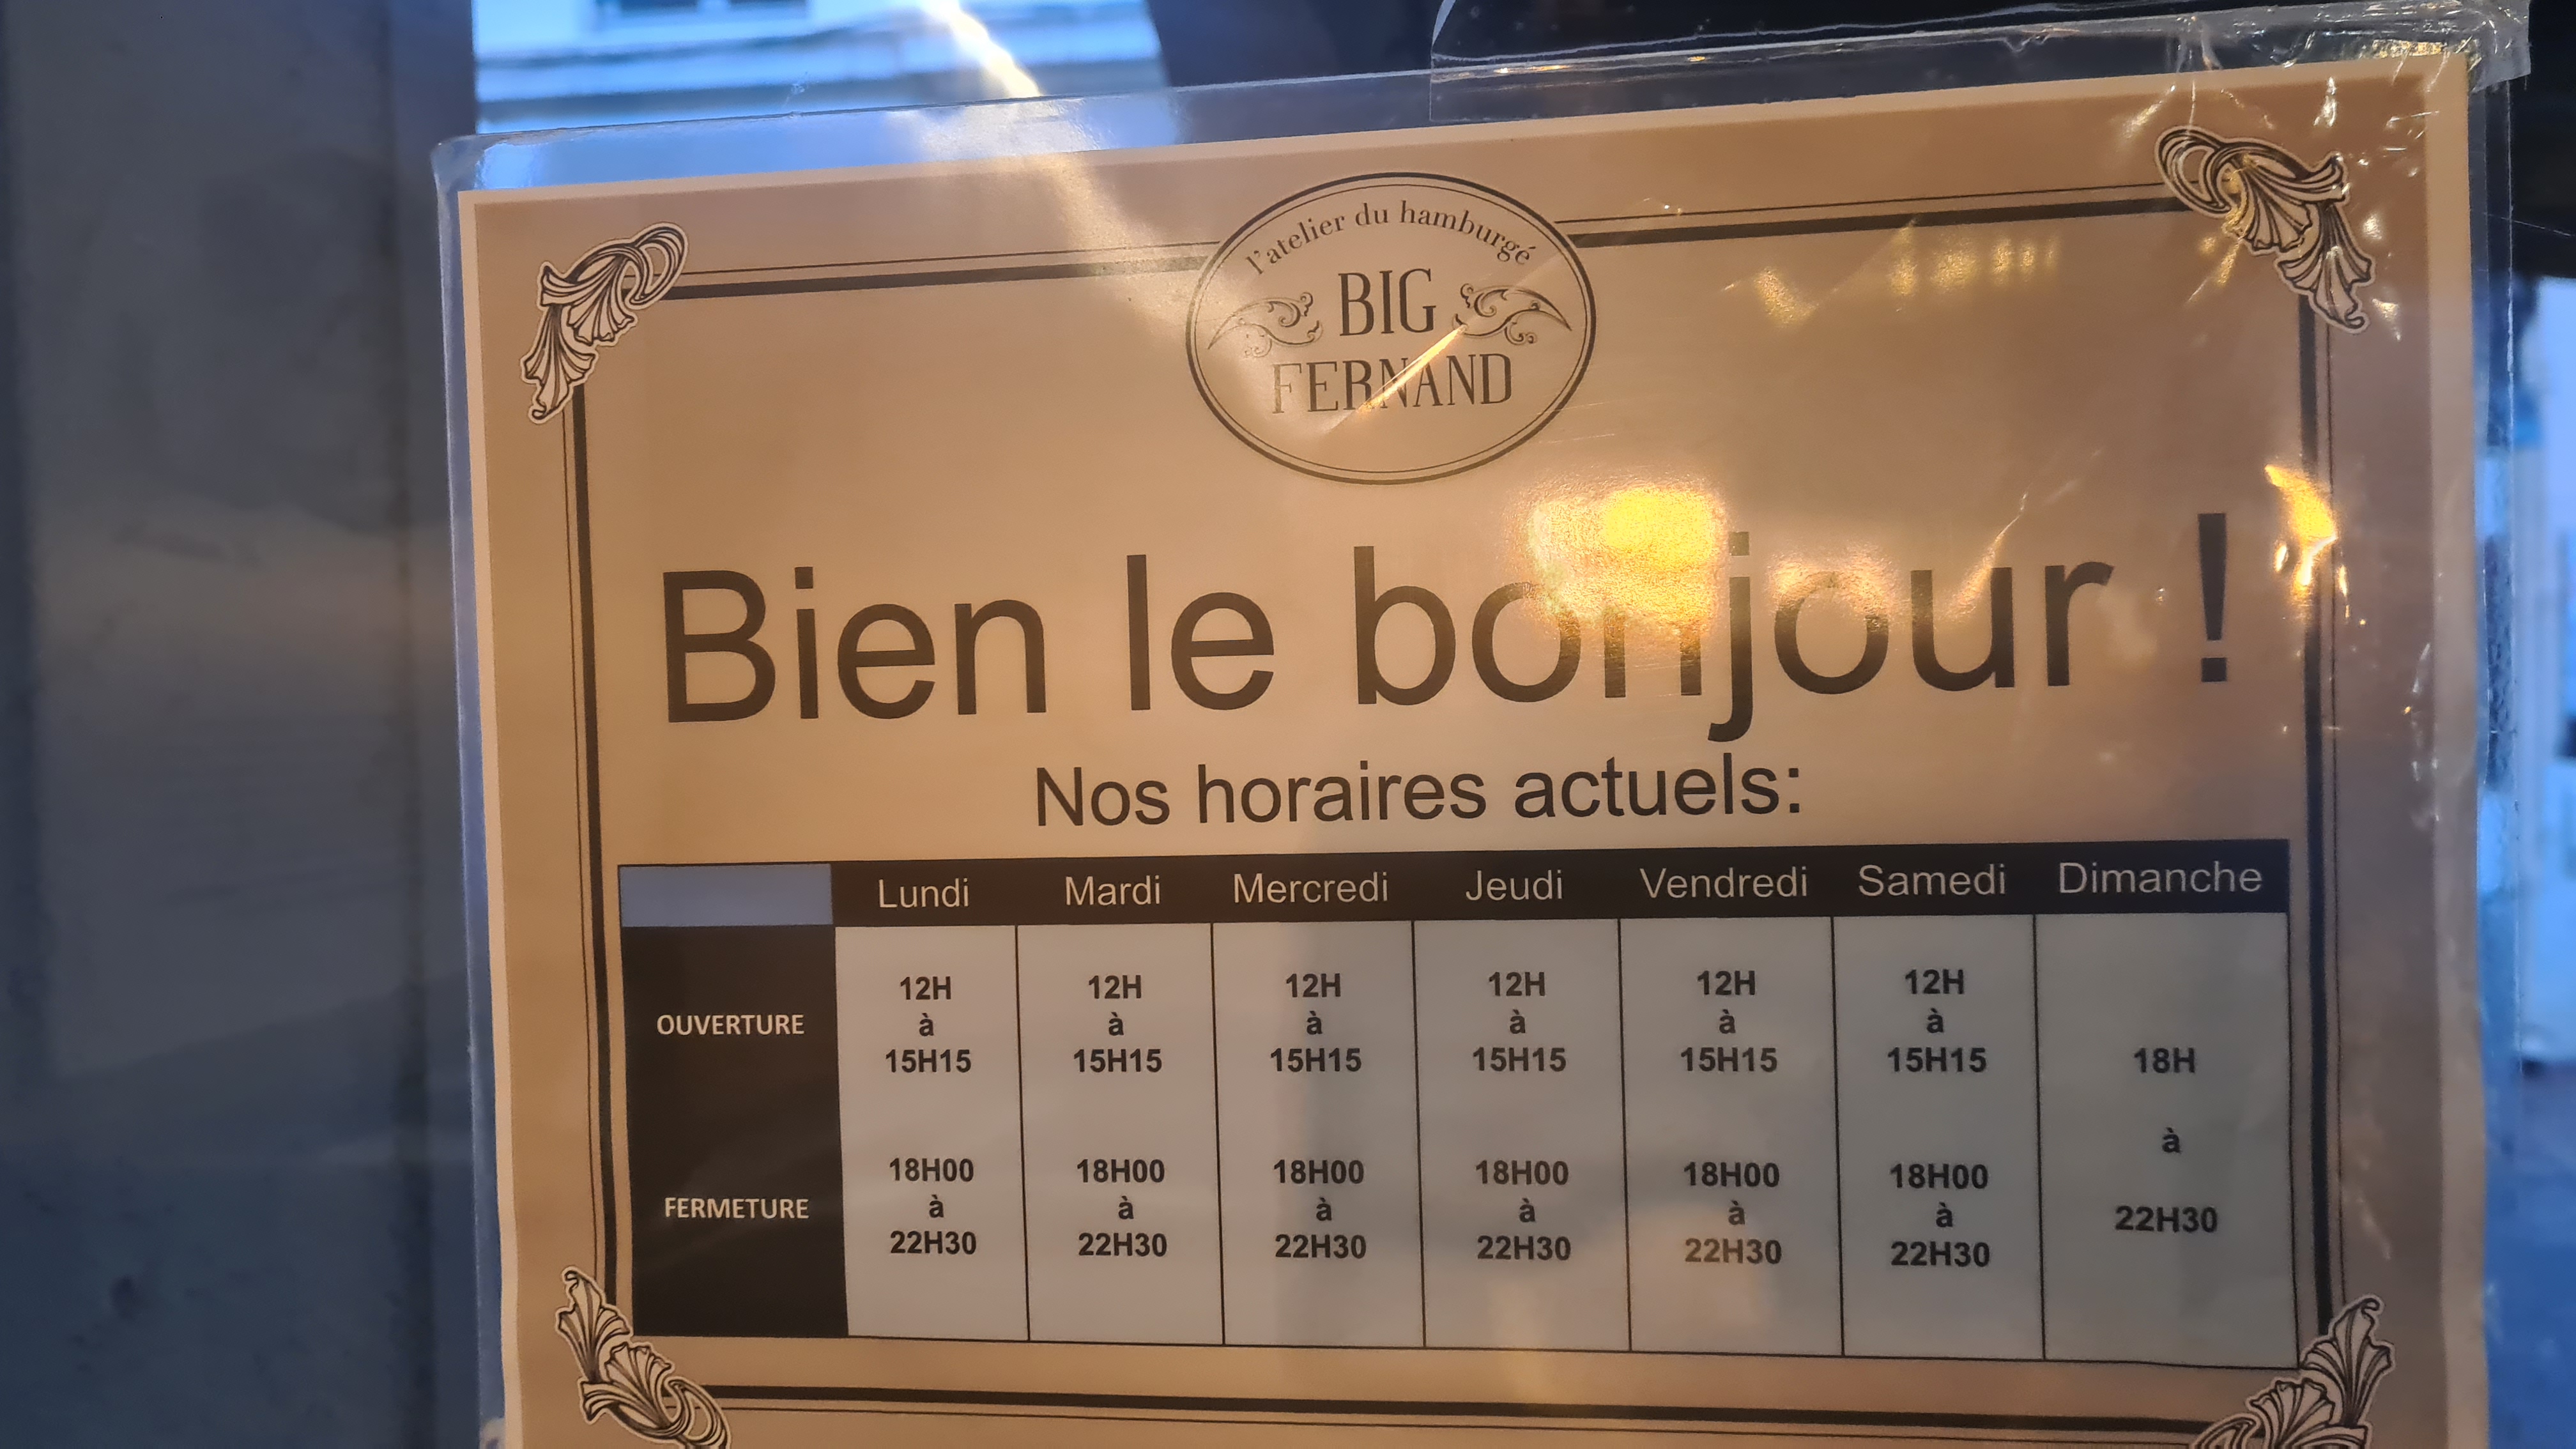 l'atelier du hamburgé
BIG
FERNAND
Bien le bonjour !
Nos horaires actuels:
Lundi Mardi Mercredi Jeudi Vendredi Samedi Dimanche
OUVERTURE
12H à 15H15
12H à 15H15
12H à 15H15
12H à 15H15
12H à 15H15
12H à 15H15
18H à 22H30
FERMETURE
18H00 à 22H30
18H00 à 22H30
18H00 à 22H30
18H00 à 22H30
18H00 à 22H30
18H00 à 22H30